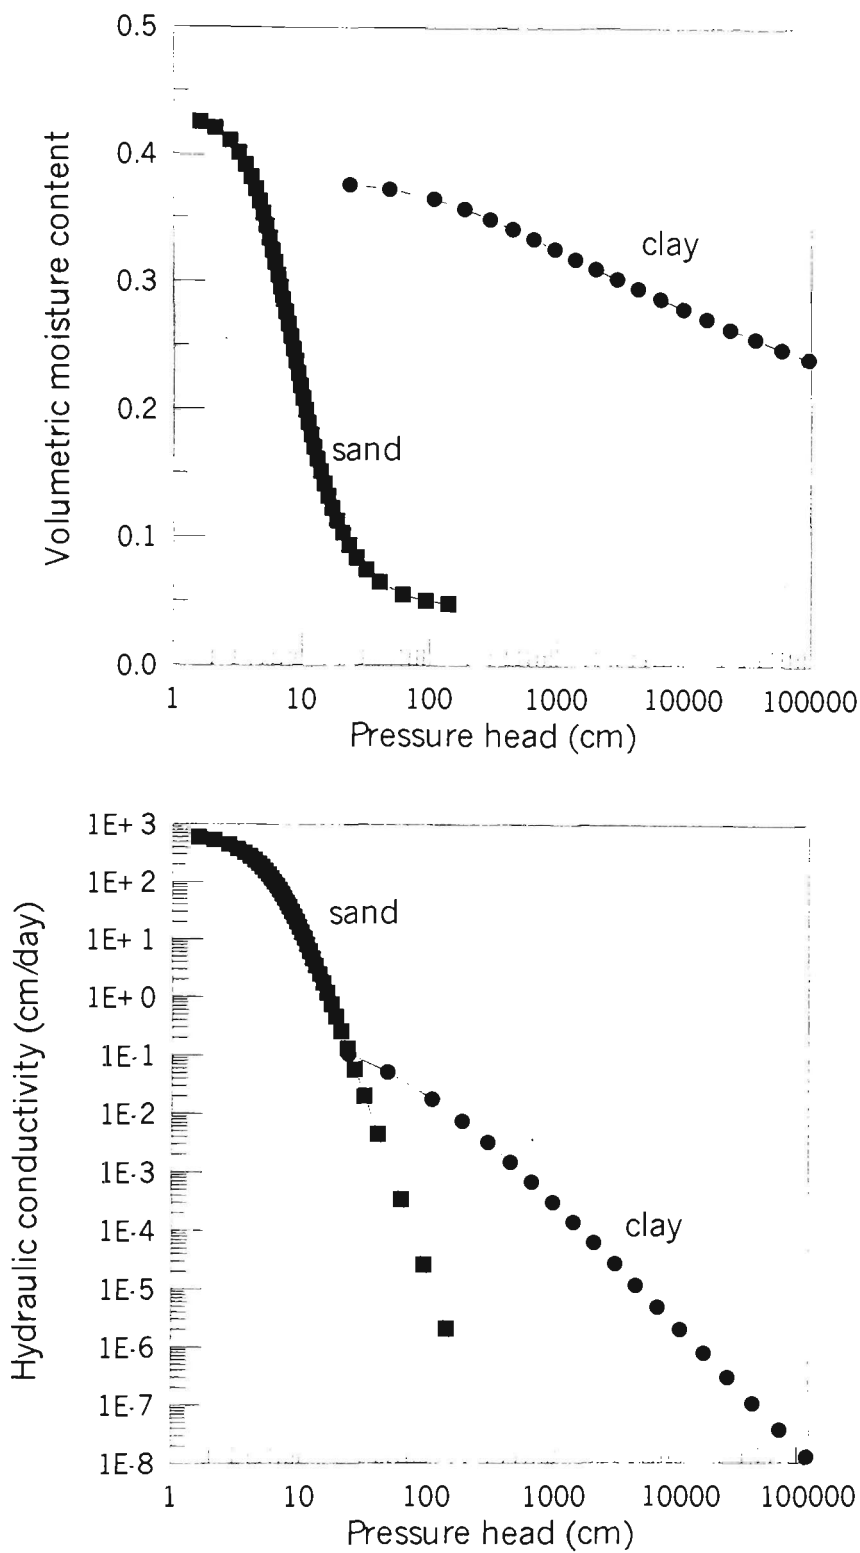 0.5
0.4
0.3
0.2
0.1
0.0
Volumetric moisture content
clay
sand
1 10 100 1000 10000 100000
Pressure head (cm)
1E+3
1E+2
1E+1
1E+0
1E-1
1E-2
1E-3
1E-4
1E-5
1E-6
1E-7
1E-8
Hydraulic conductivity (cm/day)
sand
clay
1 10 100 1000 10000 100000
Pressure head (cm)